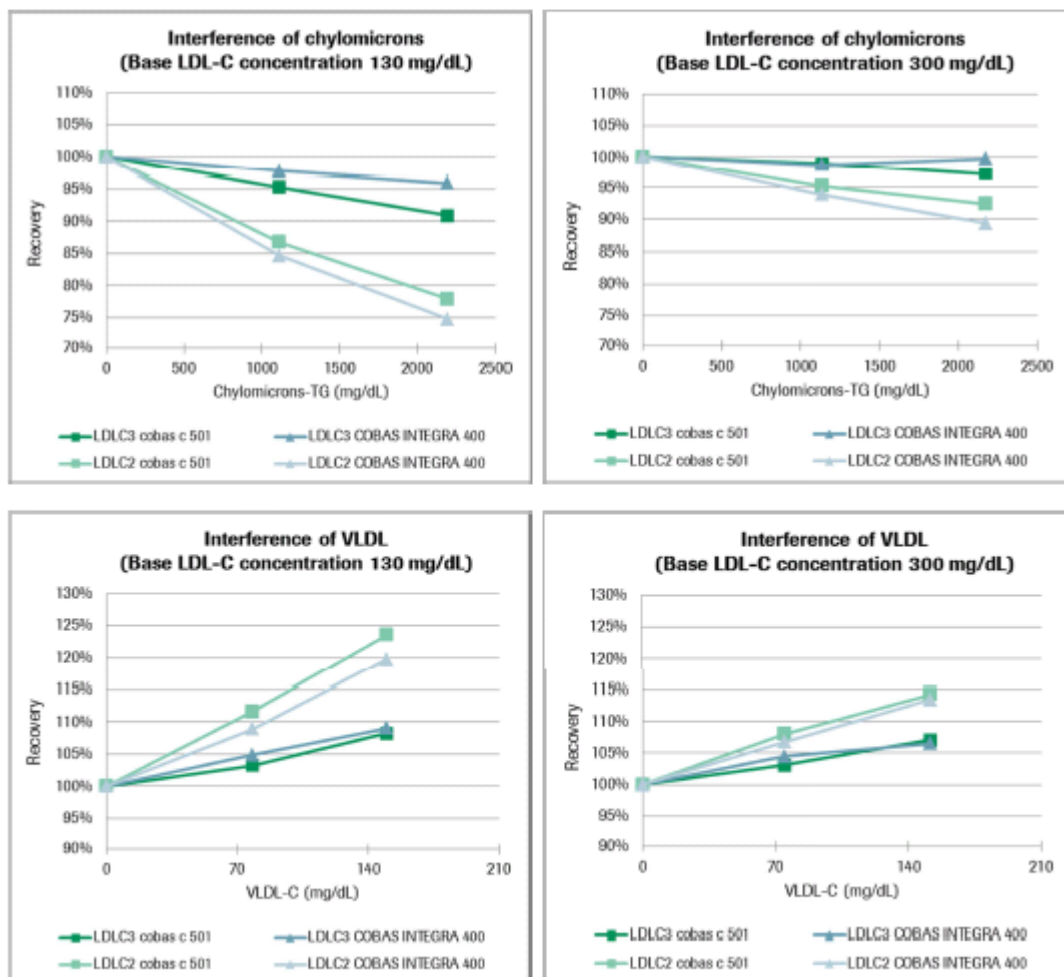 Interference of chylomicrons
(Base LDL-C concentration 130 mg/dL)
110%
105%
100%
95%
90%
85%
80%
75%
70%
Recovery
0 500 1000 1500 2000 2500
Chylomicrons-TG (mg/dL)
LDLC3 cobas c 501 LDLC3 COBAS INTEGRA 400
LDLC2 cobas c 501 LDLC2 COBAS INTEGRA 400
Interference of chylomicrons
(Base LDL-C concentration 300 mg/dL)
110%
105%
100%
95%
90%
85%
80%
75%
70%
Recovery
0 500 1000 1500 2000 2500
Chylomicrons-TG (mg/dL)
LDLC3 cobas c 501 LDLC3 COBAS INTEGRA 400
LDLC2 cobas c 501 LDLC2 COBAS INTEGRA 400
Interference of VLDL
(Base LDL-C concentration 130 mg/dL)
130%
125%
120%
115%
110%
105%
100%
95%
90%
Recovery
0 70 140 210
VLDL-C (mg/dL)
LDLC3 cobas c 501 LDLC3 COBAS INTEGRA 400
LDLC2 cobas c 501 LDLC2 COBAS INTEGRA 400
Interference of VLDL
(Base LDL-C concentration 300 mg/dL)
130%
125%
120%
115%
110%
105%
100%
95%
90%
Recovery
0 70 140 210
VLDL-C (mg/dL)
LDLC3 cobas c 501 LDLC3 COBAS INTEGRA 400
LDLC2 cobas c 501 LDLC2 COBAS INTEGRA 400